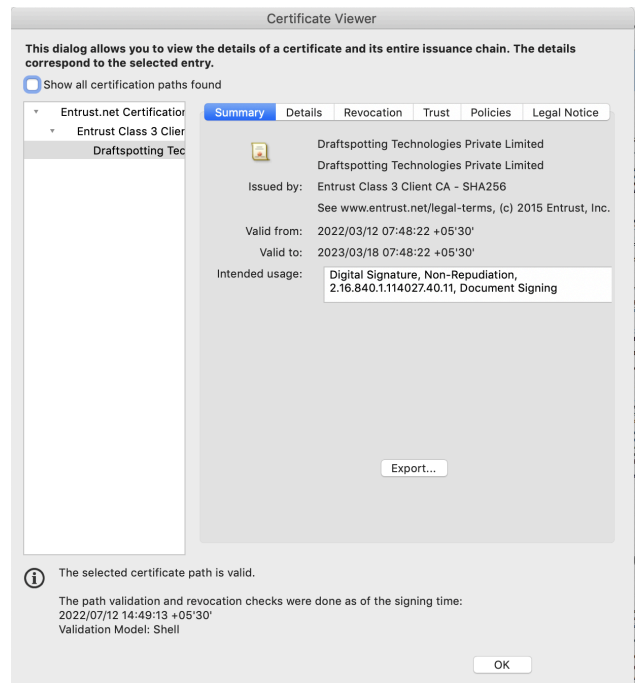 Certificate Viewer
This dialog allows you to view the details of a certificate and its entire issuance chain. The details
correspond to the selected entry.
Show all certification paths found
Entrust.net Certification
Entrust Class 3 Clier
Draftspotting Tec
Summary Details Revocation Trust Policies Legal Notice
Draftspotting Technologies Private Limited
Draftspotting Technologies Private Limited
Issued by: Entrust Class 3 Client CA - SHA256
See www.entrust.net/legal-terms, (c) 2015 Entrust, Inc.
Valid from: 2022/03/12 07:48:22 +05'30'
Valid to: 2023/03/18 07:48:22 +05'30'
Intended usage: Digital Signature, Non-Repudiation,
2.16.840.1.114027.40.11, Document Signing
Export...
The selected certificate path is valid.
The path validation and revocation checks were done as of the signing time:
2022/07/12 14:49:13 +05'30'
Validation Model: Shell
OK